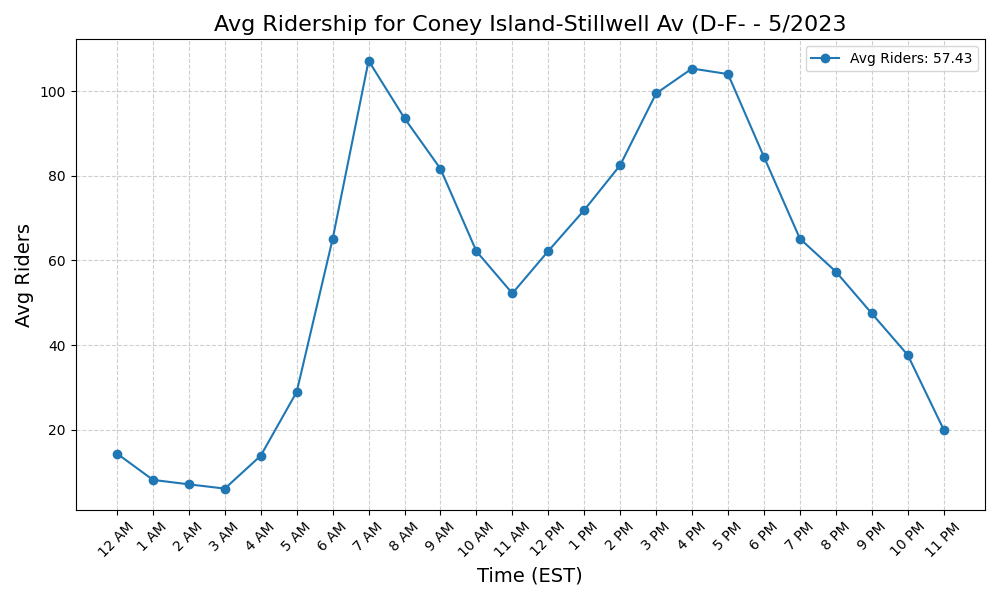 Avg Ridership for Coney Island-Stillwell Av (D-F- - 5/2023
Avg Riders: 57.43
Avg Riders
100
80
60
40
20
12 AM
1 AM
2 AM
3 AM
4 AM
5 AM
6 AM
7 AM
8 AM
9 AM
10 AM
11 AM
12 PM
1 PM
2 PM
3 PM
4 PM
5 PM
6 PM
7 PM
8 PM
9 PM
10 PM
11 PM
Time (EST)